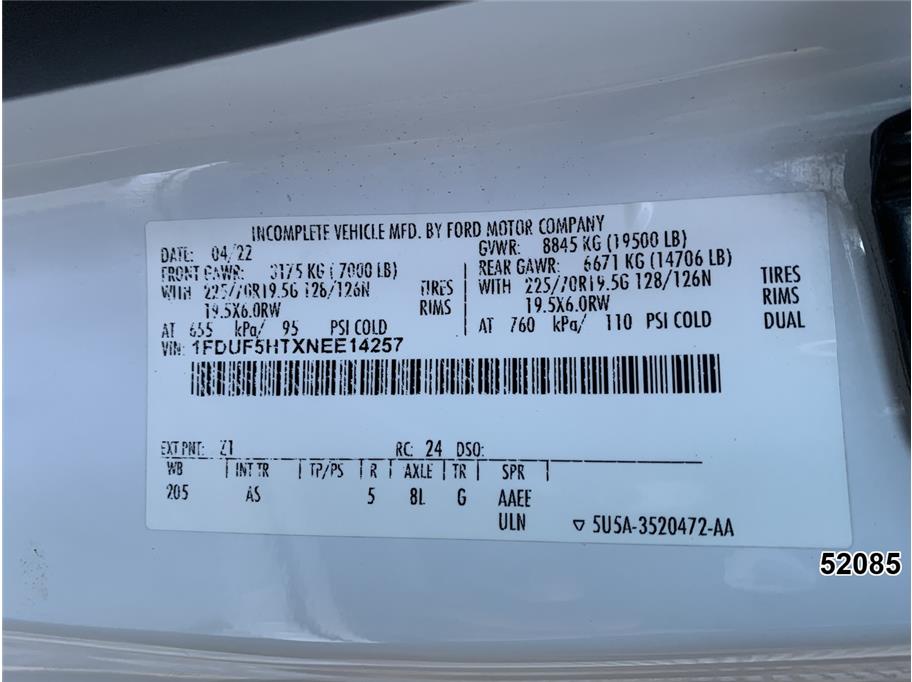 INCOMPLETE VEHICLE MFD. BY FORD MOTOR COMPANY
DATE: 04/22 GVWR: 8845 KG (19500 LB)
FRONT GAWR: 3175 KG (7000 LB) REAR GAWR: 6671 KG (14706 LB)
WITH 225/70R19.5G 128/126N TIRES WITH 225/70R19.5G 128/126N TIRES
19.5X6.0RW RIMS 19.5X6.0RW RIMS
AT 655 kPa/ 95 PSI COLD AT 760 kPa/ 110 PSI COLD DUAL
VIN: 1FDUF5HTXNEE14257
EXT PNT: Z1 RC: 24 DSO:
WB INT TR TP/PS R AXLE TR SPR
205 AS 5 8L G AAEE
ULN ▽ 5U5A-3520472-AA
52085